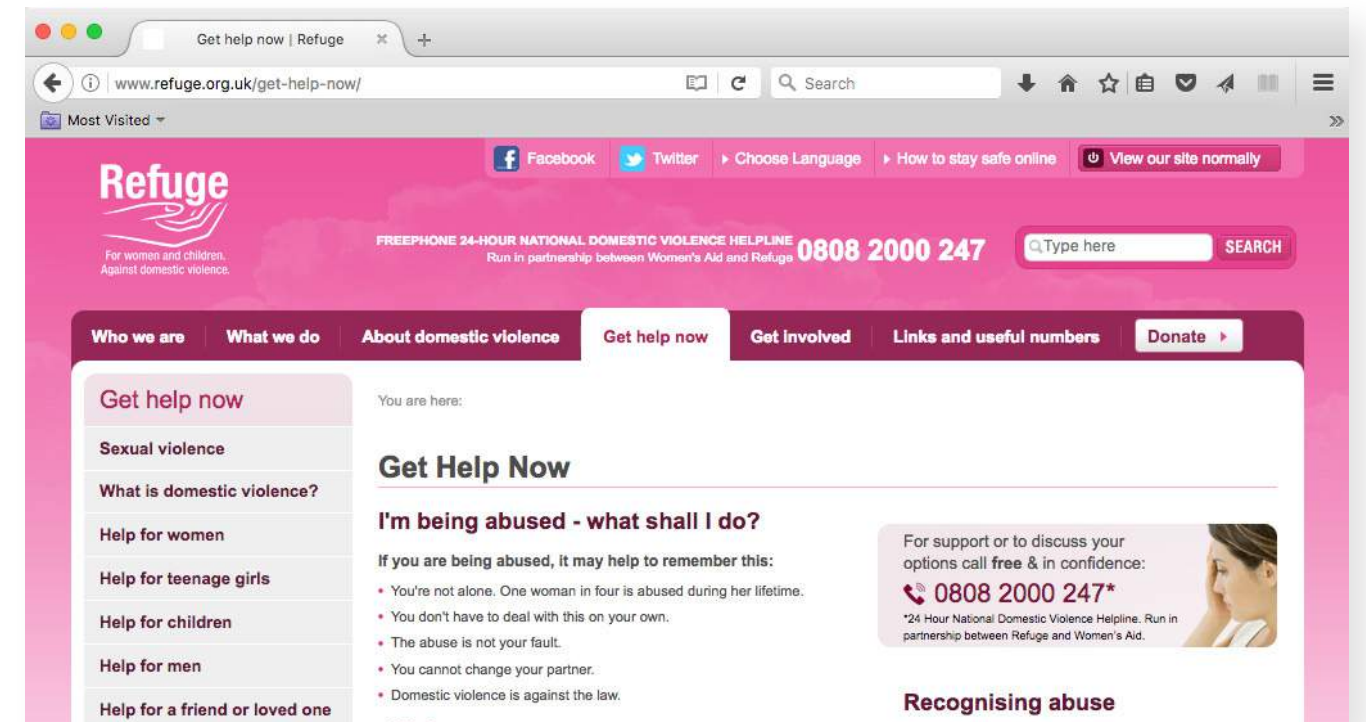 Get help now | Refuge
www.refuge.org.uk/get-help-now/
Search
Most Visited
Facebook
Twitter
Choose Language
How to stay safe online
View our site normally
Refuge
For women and children.
Against domestic violence.
FREEPHONE 24-HOUR NATIONAL DOMESTIC VIOLENCE HELPLINE
Run in partnership between Women's Aid and Refuge
0808 2000 247
Type here
SEARCH
Who we are
What we do
About domestic violence
Get help now
Get involved
Links and useful numbers
Donate
Get help now
Sexual violence
What is domestic violence?
Help for women
Help for teenage girls
Help for children
Help for men
Help for a friend or loved one
You are here:
Get Help Now
I'm being abused - what shall I do?
If you are being abused, it may help to remember this:
• You're not alone. One woman in four is abused during her lifetime.
• You don't have to deal with this on your own.
• The abuse is not your fault.
• You cannot change your partner.
• Domestic violence is against the law.
For support or to discuss your
options call free & in confidence:
0808 2000 247*
*24 Hour National Domestic Violence Helpline. Run in
partnership between Refuge and Women's Aid.
Recognising abuse